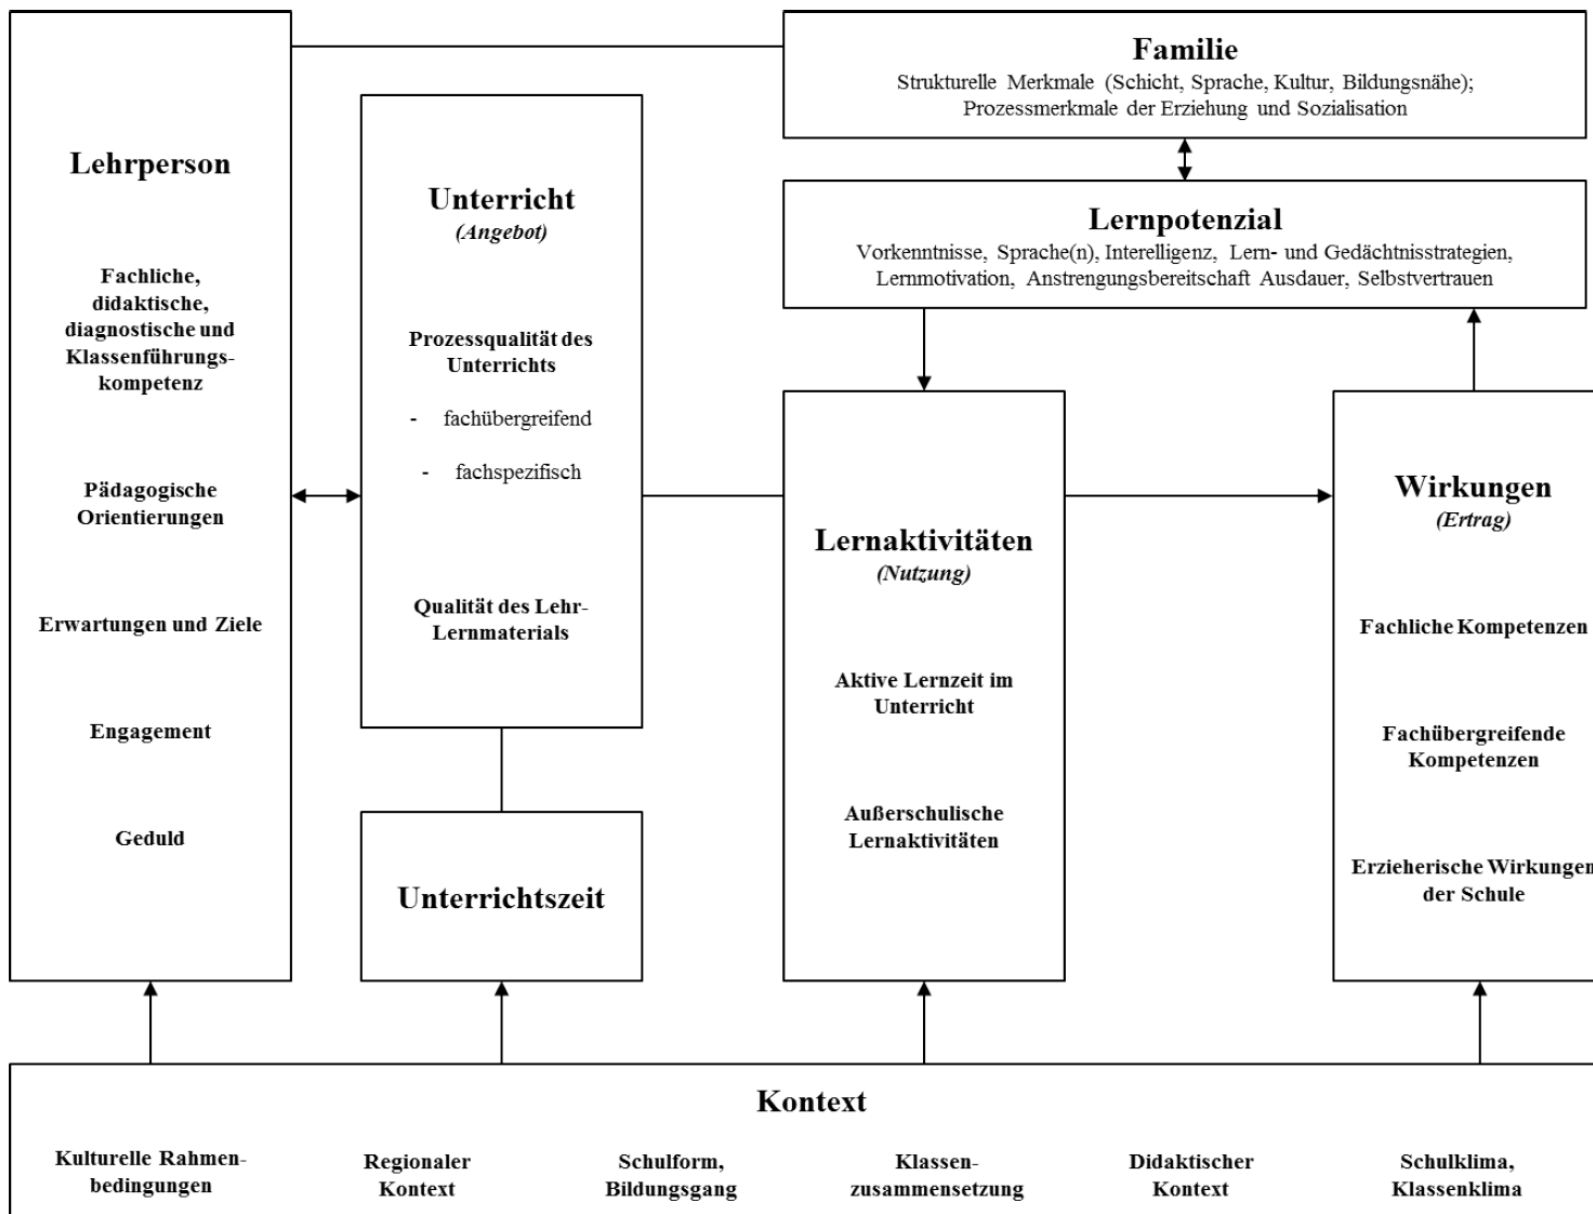 Familie
Strukturelle Merkmale (Schicht, Sprache, Kultur, Bildungsnähe);
Prozessmerkmale der Erziehung und Sozialisation
Lehrperson
Fachliche,
didaktische,
diagnostische und
Klassenführungs-
kompetenz
Pädagogische
Orientierungen
Erwartungen und Ziele
Engagement
Geduld
Unterricht
(Angebot)
Prozessqualität des
Unterrichts
- fachübergreifend
- fachspezifisch
Qualität des Lehr-
Lernmaterials
Unterrichtszeit
Lernpotenzial
Vorkenntnisse, Sprache(n), Interelligenz, Lern- und Gedächtnisstrategien,
Lernmotivation, Anstrengungsbereitschaft Ausdauer, Selbstvertrauen
Lernaktivitäten
(Nutzung)
Aktive Lernzeit im
Unterricht
Außerschulische
Lernaktivitäten
Wirkungen
(Ertrag)
Fachliche Kompetenzen
Fachübergreifende
Kompetenzen
Erzieherische Wirkungen
der Schule
Kontext
Kulturelle Rahmen-
bedingungen
Regionaler
Kontext
Schulform,
Bildungsgang
Klassen-
zusammensetzung
Didaktischer
Kontext
Schulklima,
Klassenklima